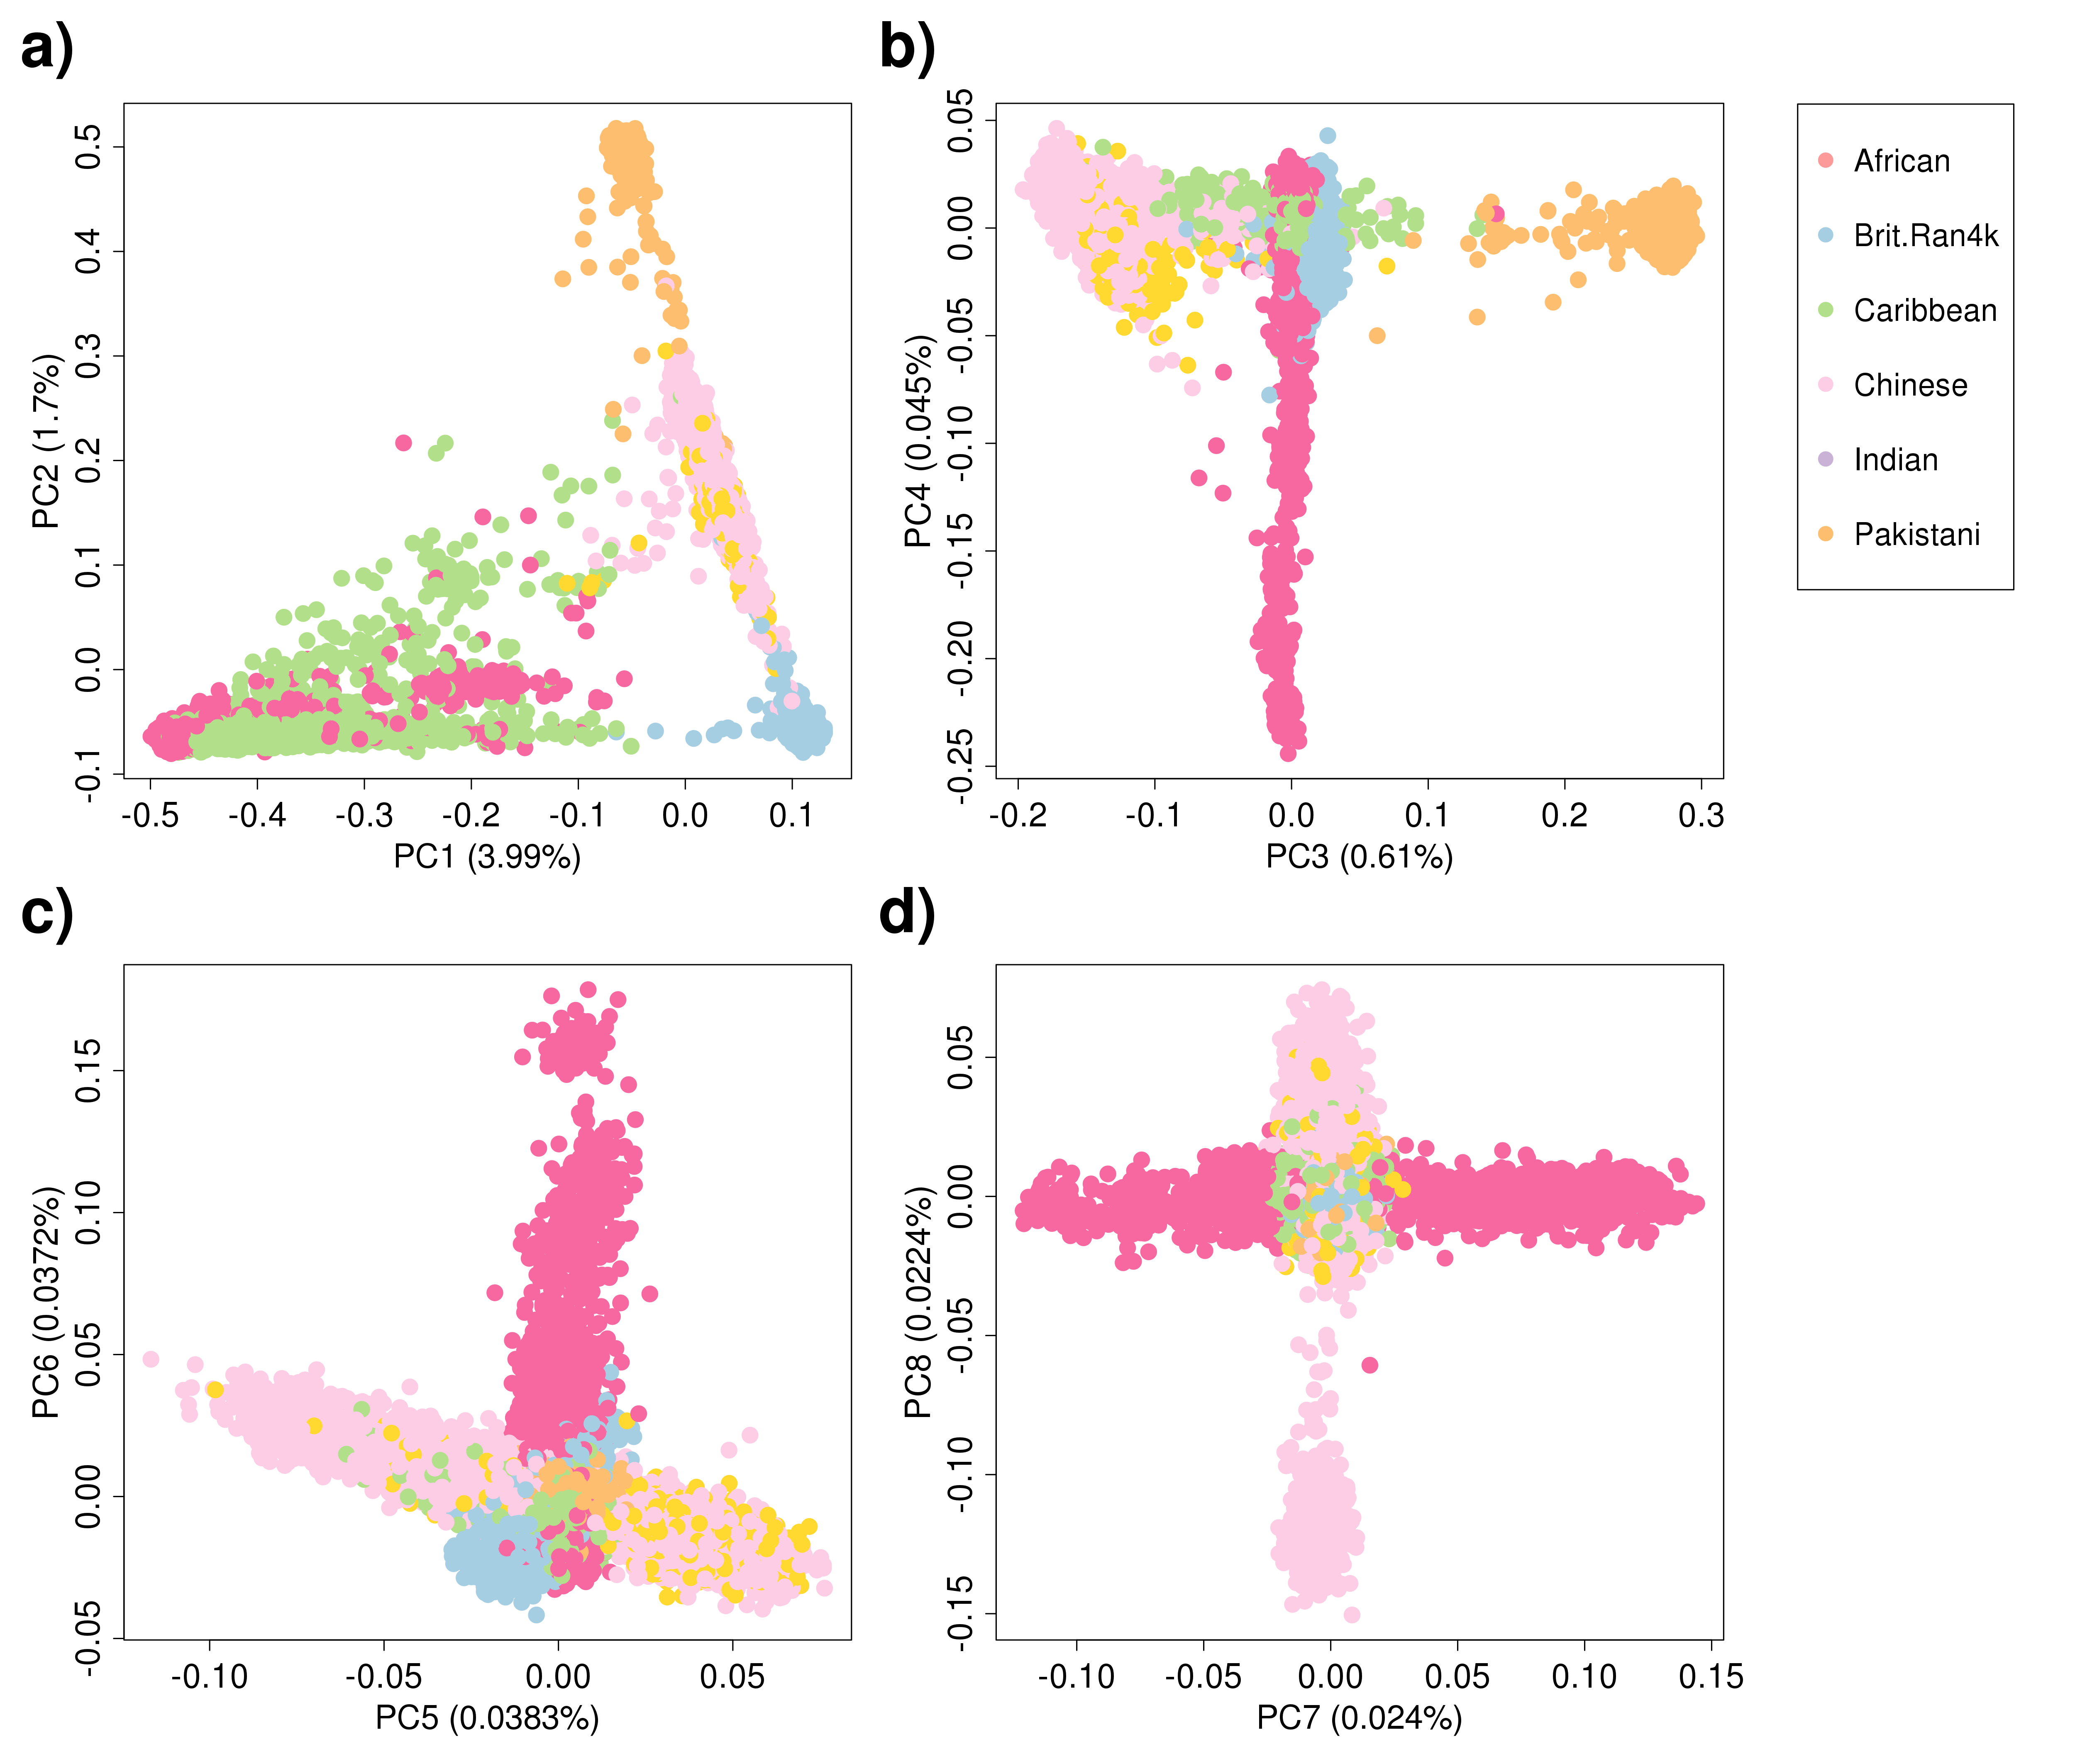 a)
0.5
0.4
0.3
0.2
0.1
0.0
-0.1
PC2 (1.7%)
-0.5 -0.4 -0.3 -0.2 -0.1 0.0 0.1
PC1 (3.99%)
b)
0.05
0.00
-0.05
-0.10
-0.15
-0.20
-0.25
PC4 (0.045%)
-0.2 -0.1 0.0 0.1 0.2 0.3
PC3 (0.61%)
African
Brit.Ran4k
Caribbean
Chinese
Indian
Pakistani
c)
0.15
0.10
0.05
0.00
-0.05
PC6 (0.0372%)
-0.10 -0.05 0.00 0.05
PC5 (0.0383%)
d)
0.05
0.00
-0.05
-0.10
-0.15
PC8 (0.0224%)
-0.10 -0.05 0.00 0.05 0.10 0.15
PC7 (0.024%)